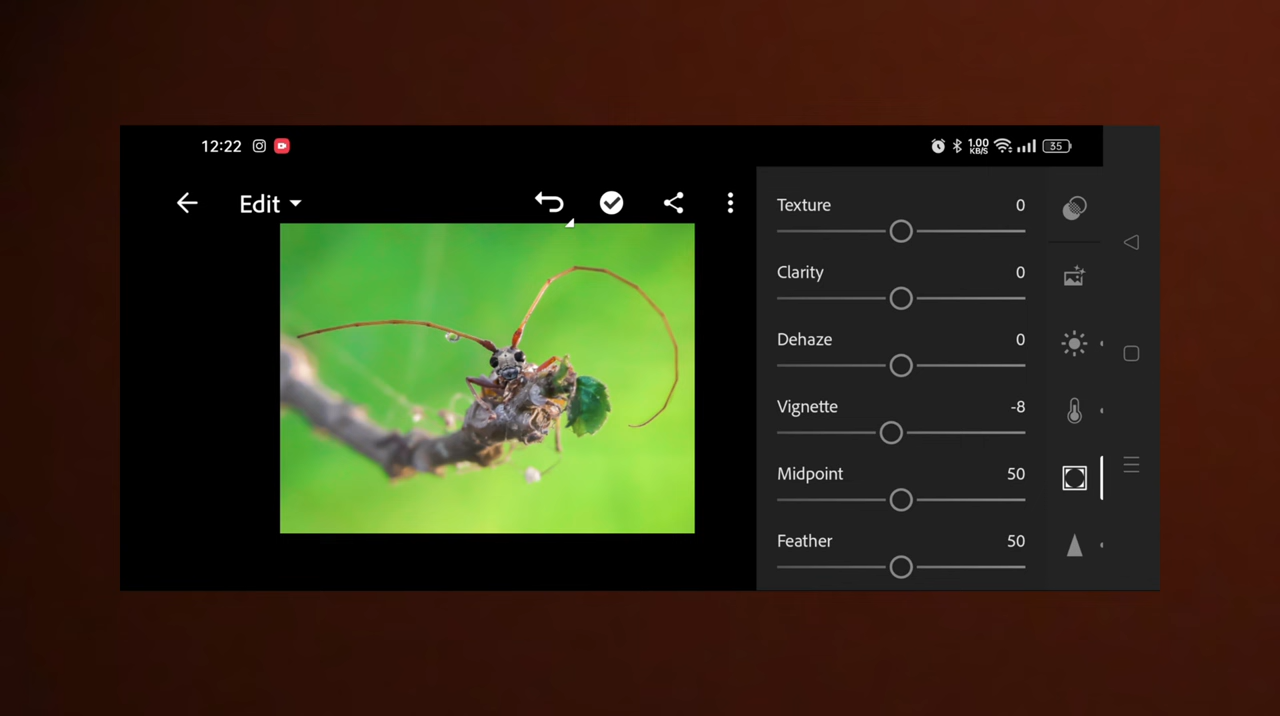 12:22
1.00
KB/S
35
Edit
Texture 0
Clarity 0
Dehaze 0
Vignette -8
Midpoint 50
Feather 50